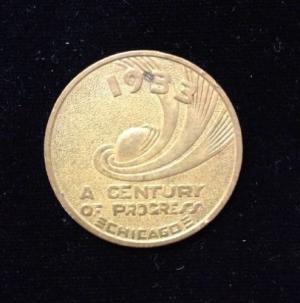 1933
A CENTURY
OF PROGRESS
CHICAGO